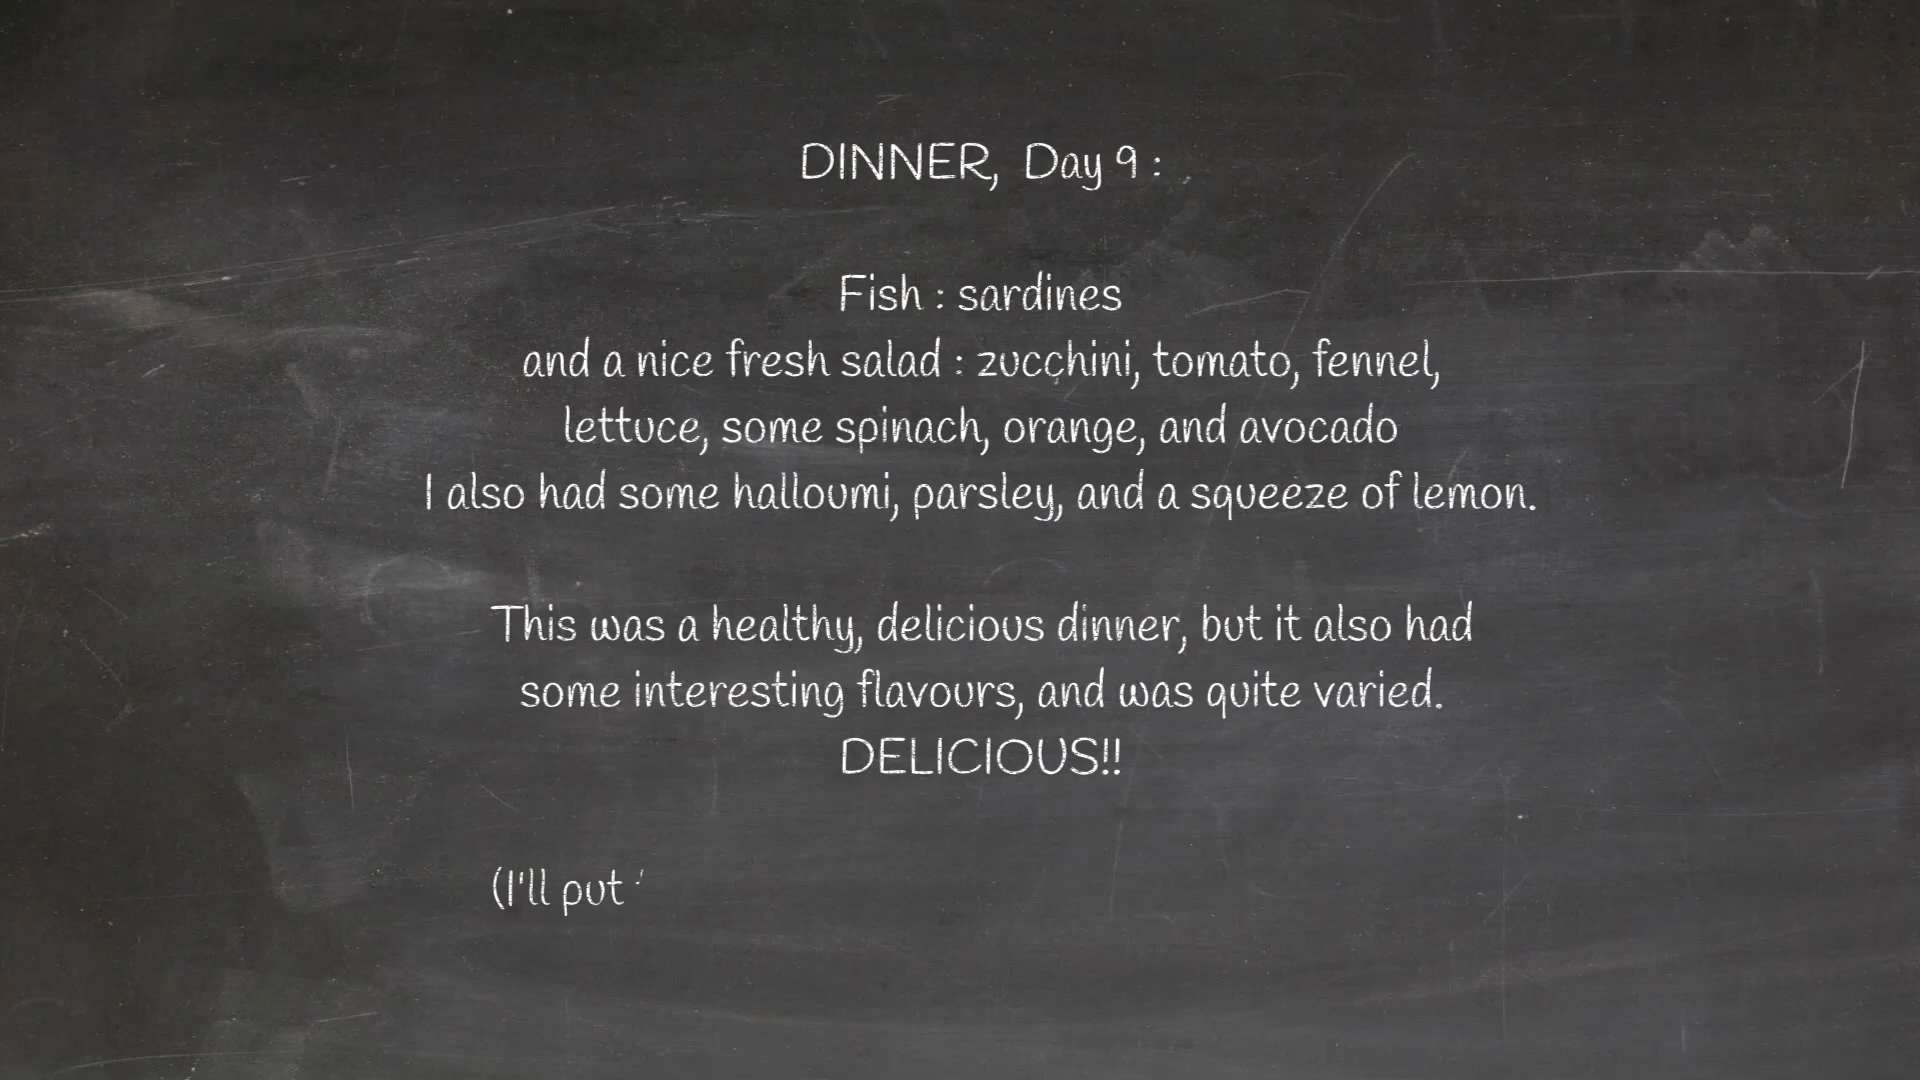 DINNER, Day 9 :
Fish : sardines
and a nice fresh salad : zucchini, tomato, fennel,
lettuce, some spinach, orange, and avocado
I also had some halloumi, parsley, and a squeeze of lemon.
This was a healthy, delicious dinner, but it also had
some interesting flavours, and was quite varied.
DELICIOUS!!
(I'll put